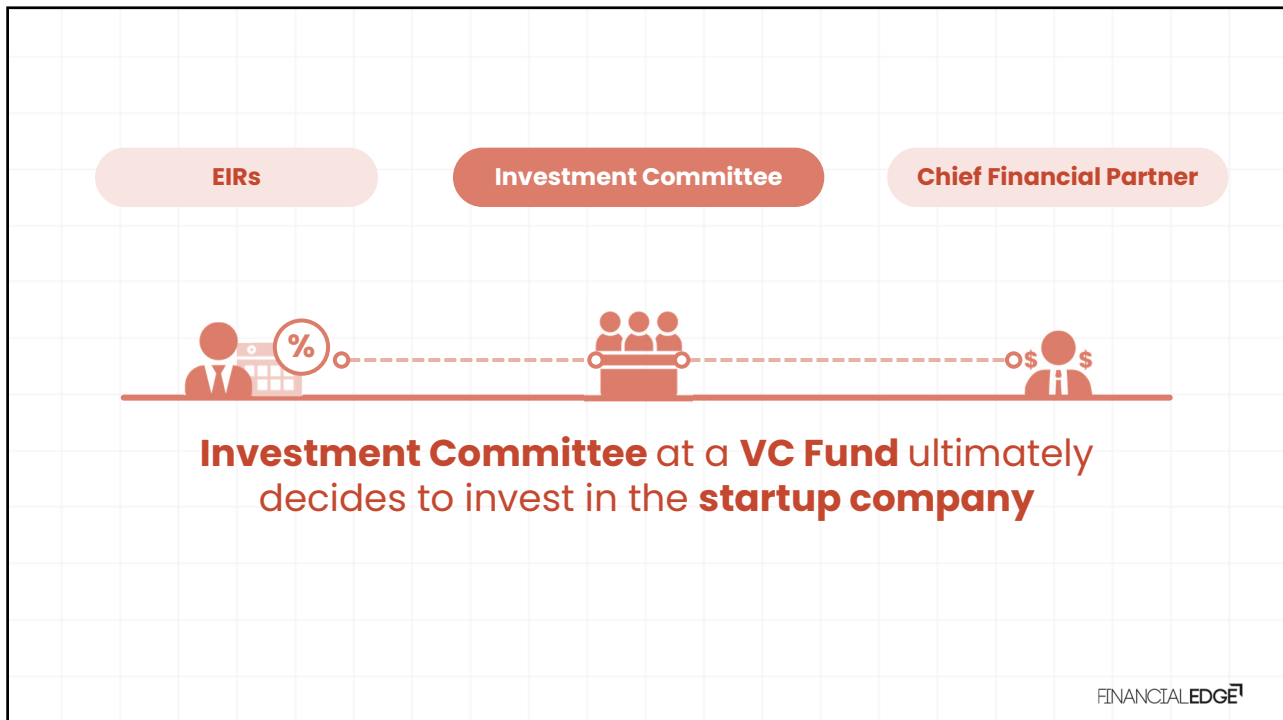 EIRs
Investment Committee
Chief Financial Partner
%
$ $
Investment Committee at a VC Fund ultimately
decides to invest in the startup company
FINANCIALEDGE